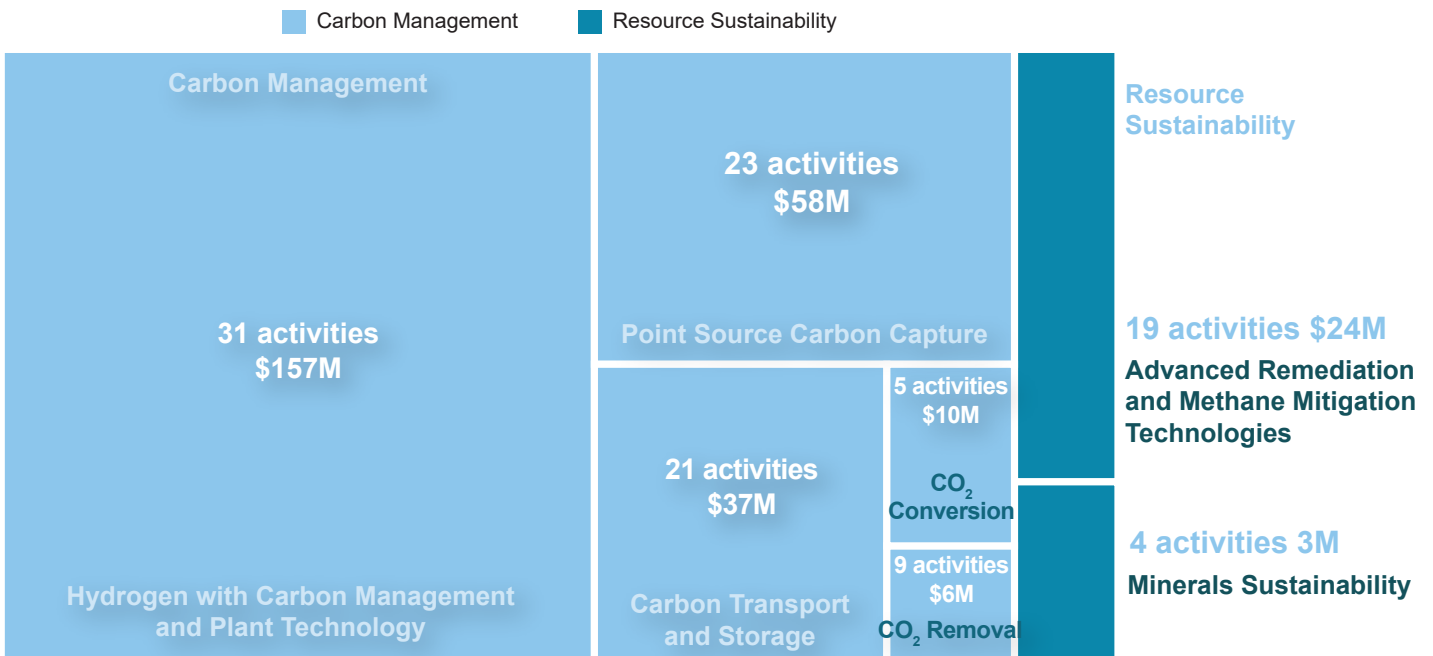 Carbon Management
Resource Sustainability
Carbon Management
31 activities
$157M
Hydrogen with Carbon Management
and Plant Technology
23 activities
$58M
Point Source Carbon Capture
21 activities
$37M
Carbon Transport
and Storage
5 activities
$10M
CO₂
Conversion
9 activities
$6M
CO₂ Removal
Resource
Sustainability
19 activities $24M
Advanced Remediation
and Methane Mitigation
Technologies
4 activities 3M
Minerals Sustainability